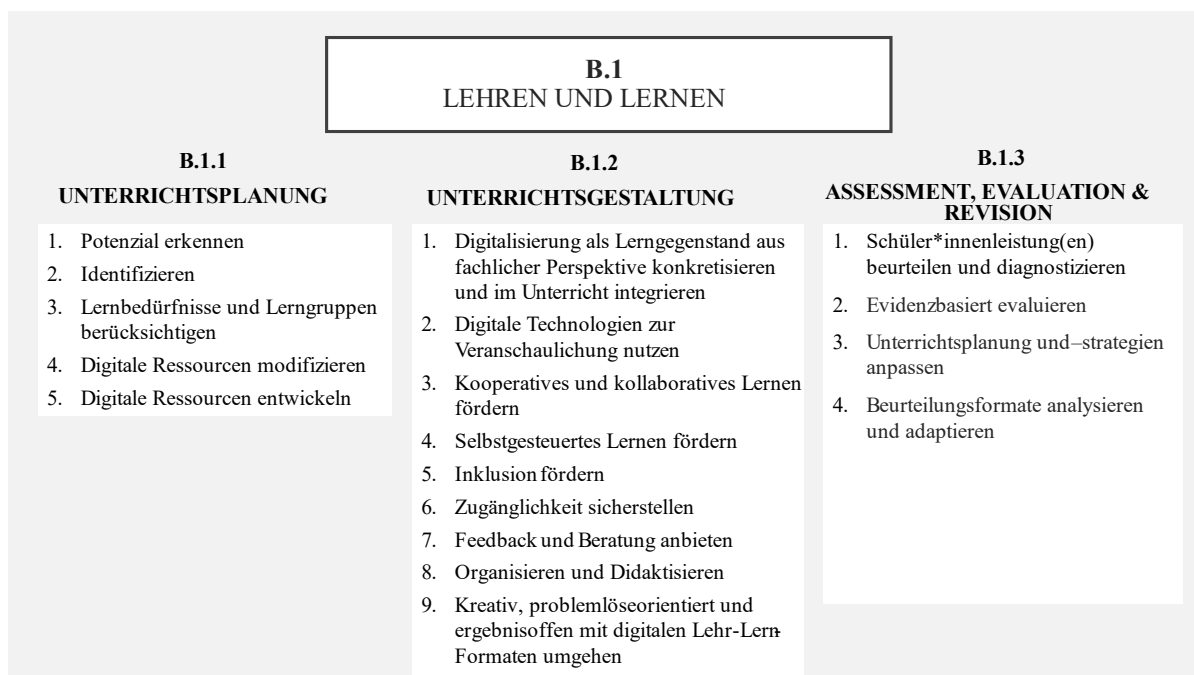 B.1
LEHREN UND LERNEN
B.1.1
UNTERRICHTSPLANUNG
1. Potenzial erkennen
2. Identifizieren
3. Lernbedürfnisse und Lerngruppen
berücksichtigen
4. Digitale Ressourcen modifizieren
5. Digitale Ressourcen entwickeln
B.1.2
UNTERRICHTSGESTALTUNG
1. Digitalisierung als Lerngegenstand aus
fachlicher Perspektive konkretisieren
und im Unterricht integrieren
2. Digitale Technologien zur
Veranschaulichung nutzen
3. Kooperatives und kollaboratives Lernen
fördern
4. Selbstgesteuertes Lernen fördern
5. Inklusion fördern
6. Zugänglichkeit sicherstellen
7. Feedback und Beratung anbieten
8. Organisieren und Didaktisieren
9. Kreativ, problemlöseorientiert und
ergebnisoffen mit digitalen Lehr-Lern-
Formaten umgehen
B.1.3
ASSESSMENT, EVALUATION &
REVISION
1. Schüler*innenleistung(en)
beurteilen und diagnostizieren
2. Evidenzbasiert evaluieren
3. Unterrichtsplanung und–strategien
anpassen
4. Beurteilungsformate analysieren
und adaptieren